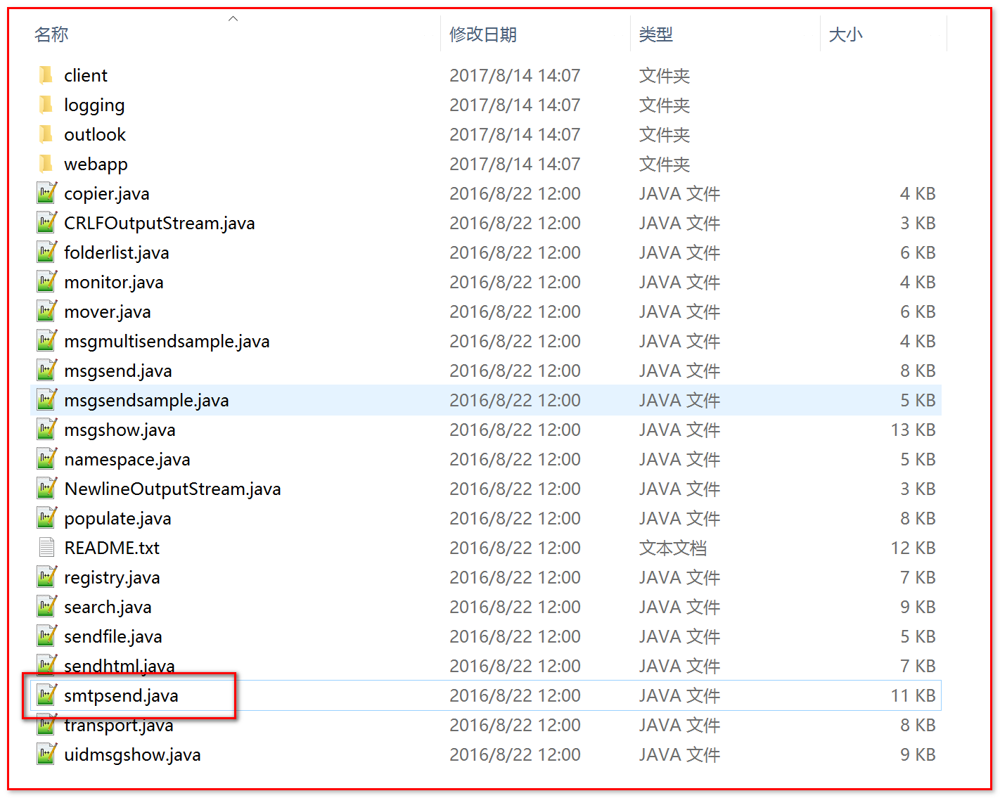 名称 修改日期 类型 大小
client 2017/8/14 14:07 文件夹
logging 2017/8/14 14:07 文件夹
outlook 2017/8/14 14:07 文件夹
webapp 2017/8/14 14:07 文件夹
copier.java 2016/8/22 12:00 JAVA 文件 4 KB
CRLFOutputStream.java 2016/8/22 12:00 JAVA 文件 3 KB
folderlist.java 2016/8/22 12:00 JAVA 文件 6 KB
monitor.java 2016/8/22 12:00 JAVA 文件 4 KB
mover.java 2016/8/22 12:00 JAVA 文件 6 KB
msgmultisendsample.java 2016/8/22 12:00 JAVA 文件 4 KB
msgsend.java 2016/8/22 12:00 JAVA 文件 8 KB
msgsendsample.java 2016/8/22 12:00 JAVA 文件 5 KB
msgshow.java 2016/8/22 12:00 JAVA 文件 13 KB
namespace.java 2016/8/22 12:00 JAVA 文件 5 KB
NewlineOutputStream.java 2016/8/22 12:00 JAVA 文件 3 KB
populate.java 2016/8/22 12:00 JAVA 文件 8 KB
README.txt 2016/8/22 12:00 文本文档 12 KB
registry.java 2016/8/22 12:00 JAVA 文件 7 KB
search.java 2016/8/22 12:00 JAVA 文件 9 KB
sendfile.java 2016/8/22 12:00 JAVA 文件 5 KB
sendhtml.java 2016/8/22 12:00 JAVA 文件 7 KB
smtpsend.java 2016/8/22 12:00 JAVA 文件 11 KB
transport.java 2016/8/22 12:00 JAVA 文件 8 KB
uidmsgshow.java 2016/8/22 12:00 JAVA 文件 9 KB